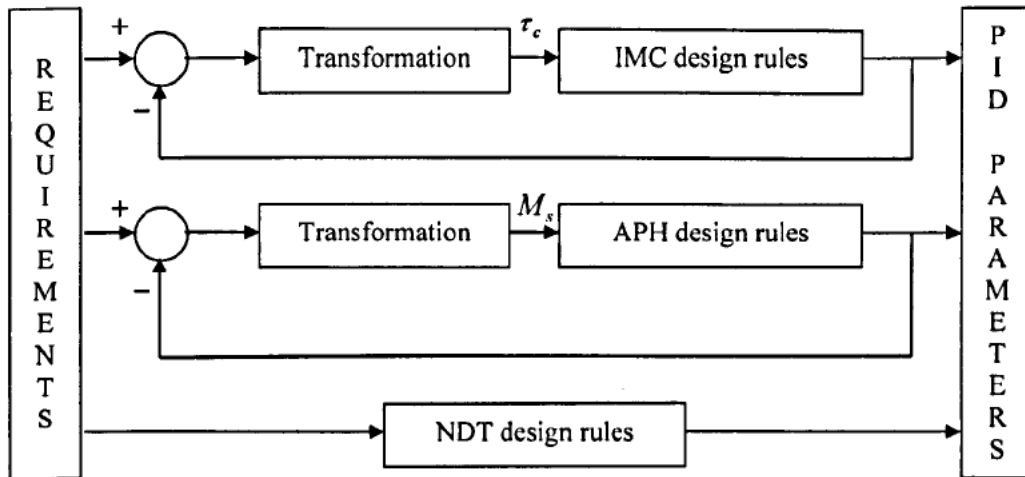 REQUIREMENTS
+
−
Transformation
τc
IMC design rules
+
−
Transformation
Ms
APH design rules
NDT design rules
PID PARAMETERS